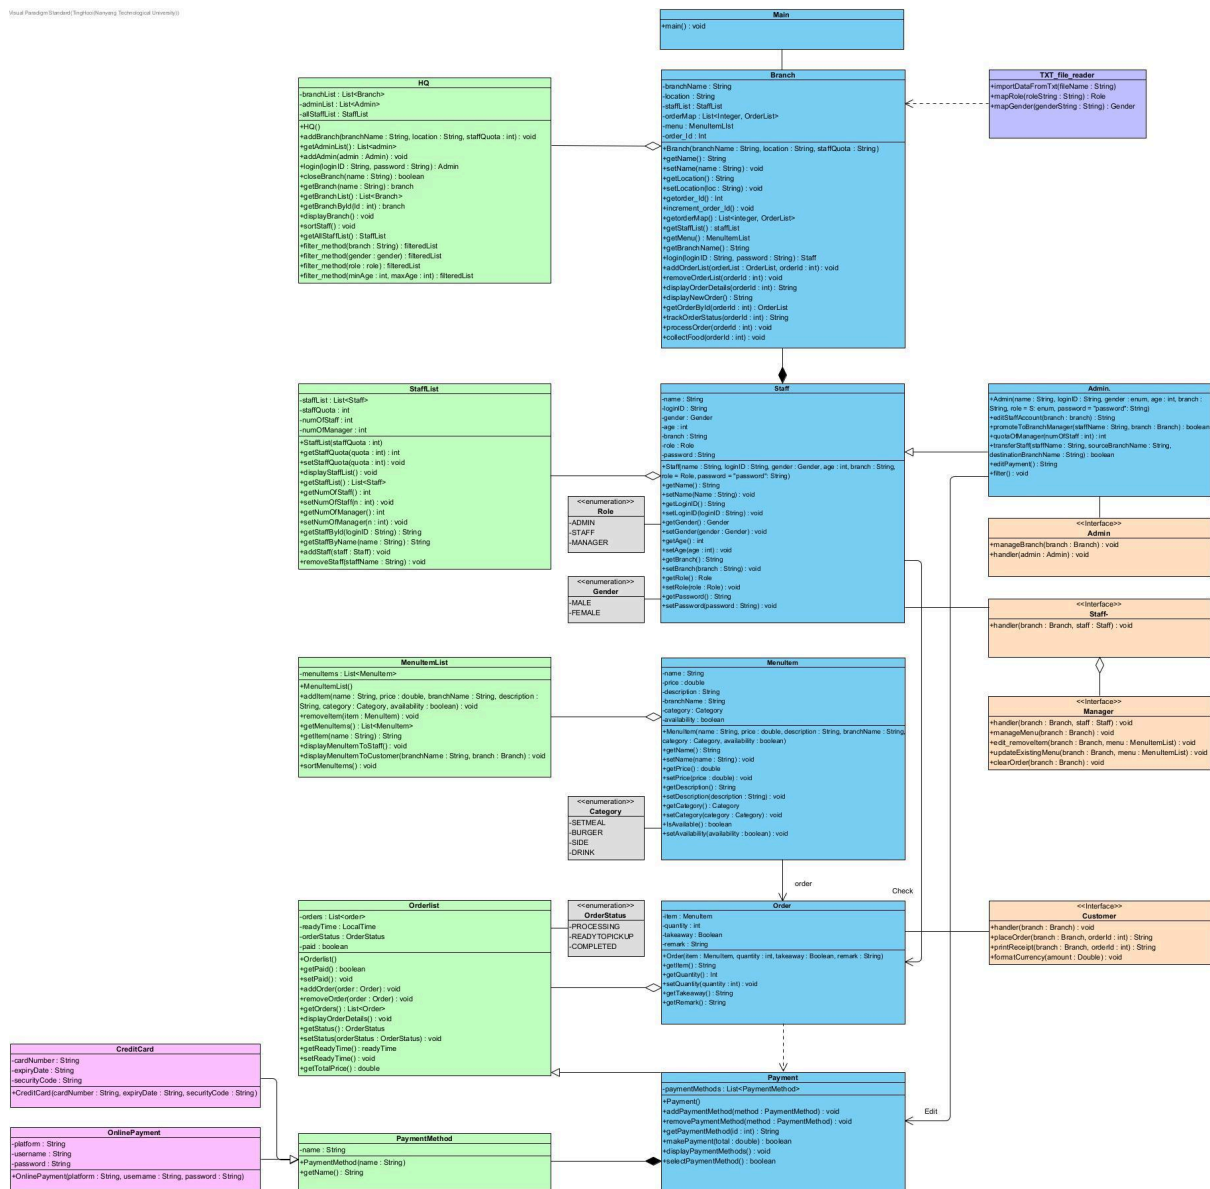 Visual Paradigm Standard(TingHao(Nanyang Technological University))
Main
+main() : void
HQ
-branchList : List<Branch>
-adminList : List<Admin>
-allStaffList : StaffList
+HQ()
+addBranch(branchName : String, location : String, staffQuota : int) : void
+getAdminList() : List<admin>
+addAdmin(admin : Admin) : void
+login(loginID : String, password : String) : Admin
+closeBranch(name : String) : boolean
+getBranch(name : String) : branch
+getBranchList() : List<Branch>
+getBranchById(Id : int) : branch
+displayBranch() : void
+sortStaff() : void
+getAllStaffList() : StaffList
+filter_method(branch : String) : filteredList
+filter_method(gender : gender) : filteredList
+filter_method(role : role) : filteredList
+filter_method(minAge : int, maxAge : int) : filteredList
Branch
-branchName : String
-location : String
-staffList : StaffList
-orderMap : List<Integer, OrderList>
-menu : MenuItemLIst
-order_Id : Int
+Branch(branchName : String, location : String, staffQuota : String)
+getName() : String
+setName(name : String) : void
+getLocation() : String
+setLocation(loc : String) : void
+getorder_Id() : Int
+increment_order_Id() : void
+getorderMap() : List<integer, OrderList>
+getStaffList() : staffList
+getMenu() : MenuItemList
+getBranchName() : String
+login(loginID : String, password : String) : Staff
+addOrderList(orderList : OrderList, orderId : int) : void
+removeOrderList(orderId : int) : void
+displayOrderDetails(orderId : int) : String
+displayNewOrder() : String
+getOrderById(orderId : int) : OrderList
+trackOrderStatus(orderId : int) : String
+processOrder(orderId : int) : void
+collectFood(orderId : int) : void
TXT_file_reader
+importDataFromTxt(fileName : String)
+mapRole(roleString : String) : Role
+mapGender(genderString : String) : Gender
StaffList
-staffList : List<Staff>
-staffQuota : int
-numOfStaff : int
-numOfManager : int
+StaffList(staffQuota : int)
+getStaffQuota(quota : int) : int
+setStaffQuota(quota : int) : void
+displayStaffList() : void
+getStaffList() : List<Staff>
+getNumOfStaff() : int
+setNumOfStaff(n : int) : void
+getNumOfManager() : int
+setNumOfManager(n : int) : void
+getStaffById(loginID : String) : String
+getStaffByName(name : String) : String
+addStaff(staff : Staff) : void
+removeStaff(staffName : String) : void
Staff
-name : String
-loginID : String
-gender : Gender
-age : int
-branch : String
-role : Role
-password : String
+Staff(name : String, loginID : String, gender : Gender, age : int, branch : String,
role = Role, password = "password": String)
+getName() : String
+setName(Name : String) : void
+getLoginID() : String
+setLoginID(loginID : String) : void
+getGender() : Gender
+setGender(gender : Gender) : void
+getAge() : int
+setAge(age : int) : void
+getBranch() : String
+setBranch(branch : String) : void
+getRole() : Role
+setRole(role : Role) : void
+getPassword() : String
+setPassword(password : String) : void
<<enumeration>>
Role
-ADMIN
-STAFF
-MANAGER
<<enumeration>>
Gender
-MALE
-FEMALE
Admin.
+Admin(name : String, loginID : String, gender : enum, age : int, branch :
String, role = S: enum, password = "password": String)
+editStaffAccount(branch : branch) : String
+promoteToBranchManager(staffName : String, branch : Branch) : boolean
+quotaOfManager(numOfStaff : int) : int
+transferStaff(staffName : String, sourceBranchName : String,
destinationBranchName : String) : boolean
+editPayment() : String
+filter() : void
<<Interface>>
Admin
+manageBranch(branch : Branch) : void
+handler(admin : Admin) : void
<<Interface>>
Staff-
+handler(branch : Branch, staff : Staff) : void
<<Interface>>
Manager
+handler(branch : Branch, staff : Staff) : void
+manageMenu(branch : Branch) : void
+edit_removeItem(branch : Branch, menu : MenuItemList) : void
+updateExistingMenu(branch : Branch, menu : MenuItemList) : void
+clearOrder(branch : Branch) : void
MenuItemList
-menuItems : List<MenuItem>
+MenuItemList()
+addItem(name : String, price : double, branchName : String, description :
String, category : Category, availability : boolean) : void
+removeItem(item : MenuItem) : void
+getMenuItems() : List<MenuItem>
+getItem(name : String) : String
+displayMenuItemToStaff() : void
+displayMenuItemToCustomer(branchName : String, branch : Branch) : void
+sortMenuItems() : void
MenuItem
-name : String
-price : double
-description : String
-branchName : String
-category : Category
-availability : boolean
+MenuItem(name : String, price : double, description : String, branchName : String,
category : Category, availability : boolean)
+getName() : String
+setName(name : String) : void
+getPrice() : double
+setPrice(price : double) : void
+getDescription() : String
+setDescription(description : String) : void
+getCategory() : Category
+setCategory(category : Category) : void
+IsAvailable() : boolean
+setAvailability(availability : boolean) : void
<<enumeration>>
Category
-SETMEAL
-BURGER
-SIDE
-DRINK
order
Check
Orderlist
-orders : List<order>
-readyTime : LocalTime
-orderStatus : OrderStatus
-paid : boolean
+Orderlist()
+getPaid() : boolean
+setPaid() : void
+addOrder(order : Order) : void
+removeOrder(order : Order) : void
+getOrders() : List<Order>
+displayOrderDetails() : void
+getStatus() : OrderStatus
+setStatus(orderStatus : OrderStatus) : void
+getReadyTime() : readyTime
+setReadyTime() : void
+getTotalPrice() : double
<<enumeration>>
OrderStatus
-PROCESSING
-READYTOPICKUP
-COMPLETED
Order
-item : MenuItem
-quantity : int
-takeaway : Boolean
-remark : String
+Order(item : MenuItem, quantity : int, takeaway : Boolean, remark : String)
+getItem() : String
+getQuantity() : Int
+setQuantity(quantity : int) : void
+getTakeaway() : String
+getRemark() : String
<<Interface>>
Customer
+handler(branch : Branch) : void
+placeOrder(branch : Branch, orderId : int) : String
+printReceipt(branch : Branch, orderId : int) : String
+formatCurrency(amount : Double) : void
CreditCard
-cardNumber : String
-expiryDate : String
-securityCode : String
+CreditCard(cardNumber : String, expiryDate : String, securityCode : String)
OnlinePayment
-platform : String
-username : String
-password : String
+OnlinePayment(platform : String, username : String, password : String)
PaymentMethod
-name : String
+PaymentMethod(name : String)
+getName() : String
Payment
-paymentMethods : List<PaymentMethod>
+Payment()
+addPaymentMethod(method : PaymentMethod) : void
+removePaymentMethod(method : PaymentMethod) : void
+getPaymentMethod(id : int) : String
+makePayment(total : double) : boolean
+displayPaymentMethods() : void
+selectPaymentMethod() : boolean
Edit